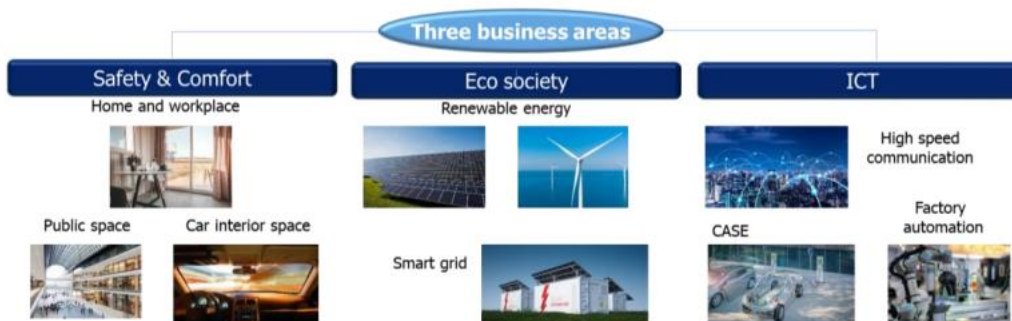 Three business areas
Safety & Comfort
Home and workplace
Public space
Car interior space
Eco society
Renewable energy
Smart grid
ICT
High speed
communication
CASE
Factory
automation